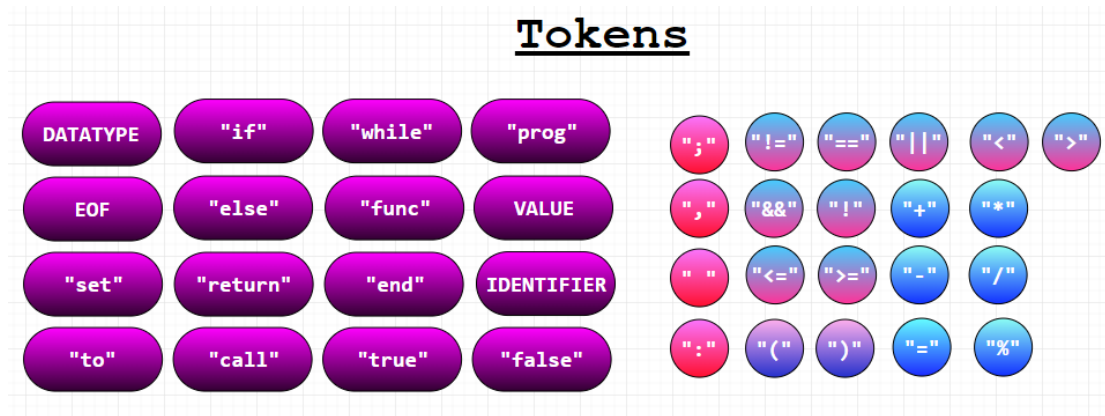 Tokens
DATATYPE "if" "while" "prog"
";" "!=" "==" "||" "<" ">"
EOF "else" "func" VALUE
"," "&&" "!" "+" "*"
"set" "return" "end" IDENTIFIER
" " "<=" ">=" "-" "/"
"to" "call" "true" "false"
":" "(" ")" "=" "%"